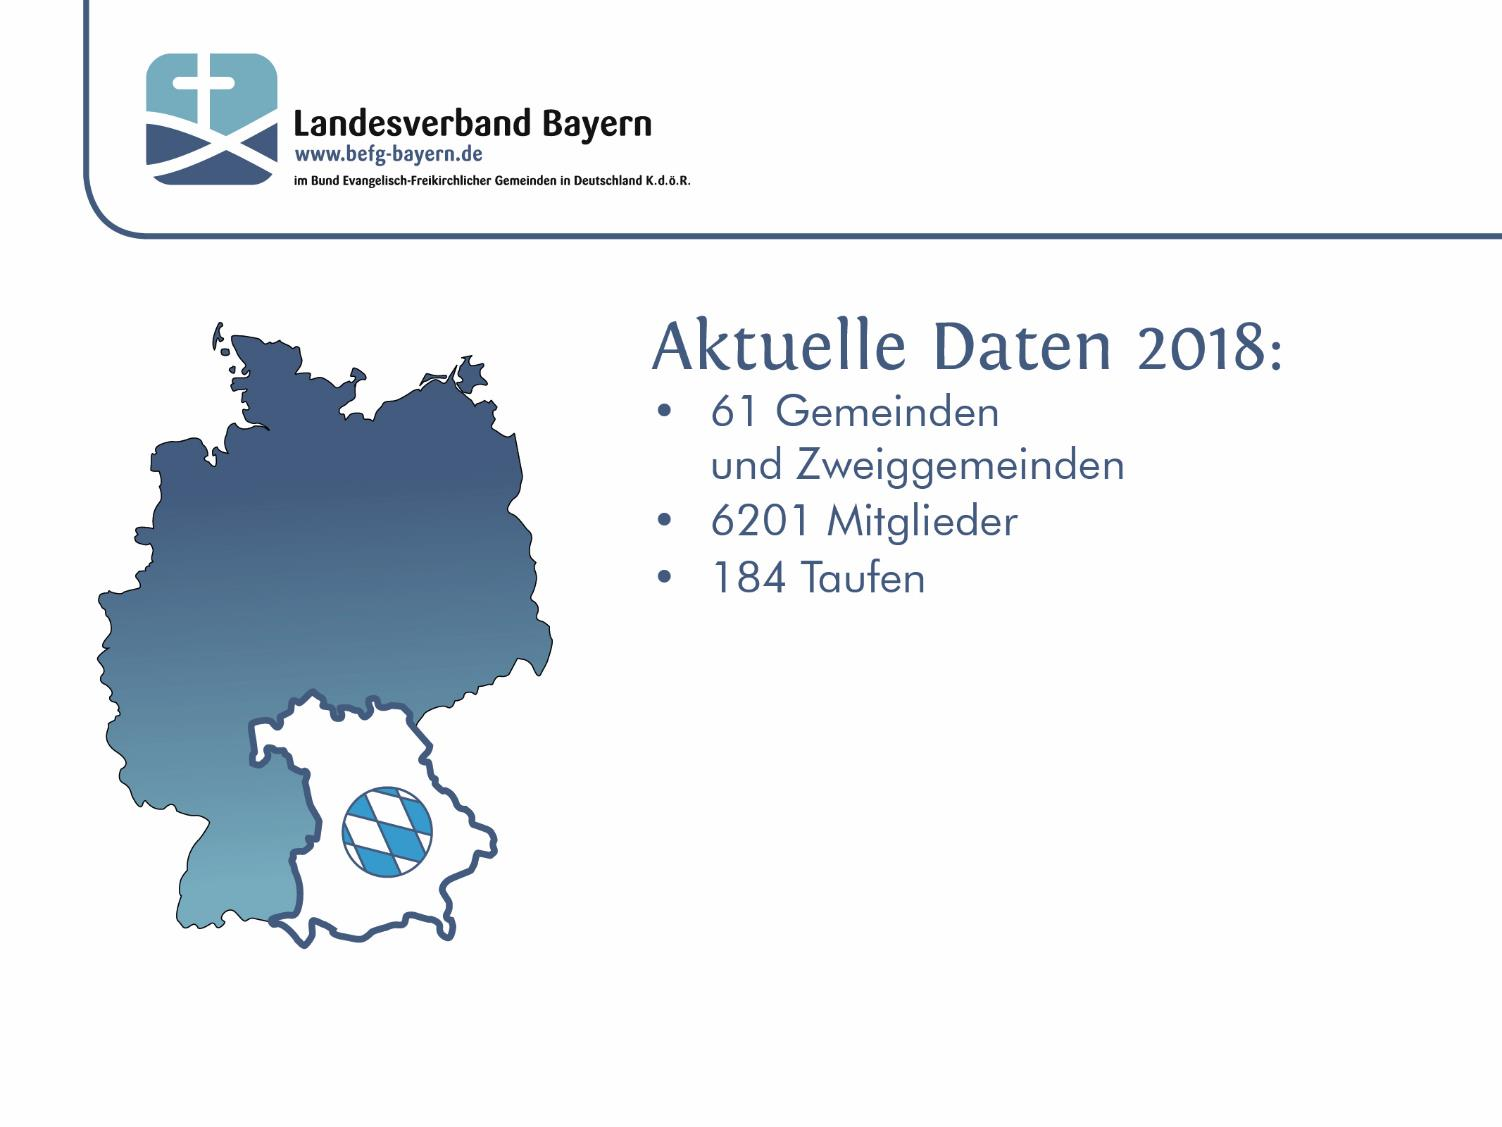 Landesverband Bayern
www.befg-bayern.de
im Bund Evangelisch-Freikirchlicher Gemeinden in Deutschland K.d.ö.R.
Aktuelle Daten 2018:
• 61 Gemeinden
und Zweiggemeinden
• 6201 Mitglieder
• 184 Taufen